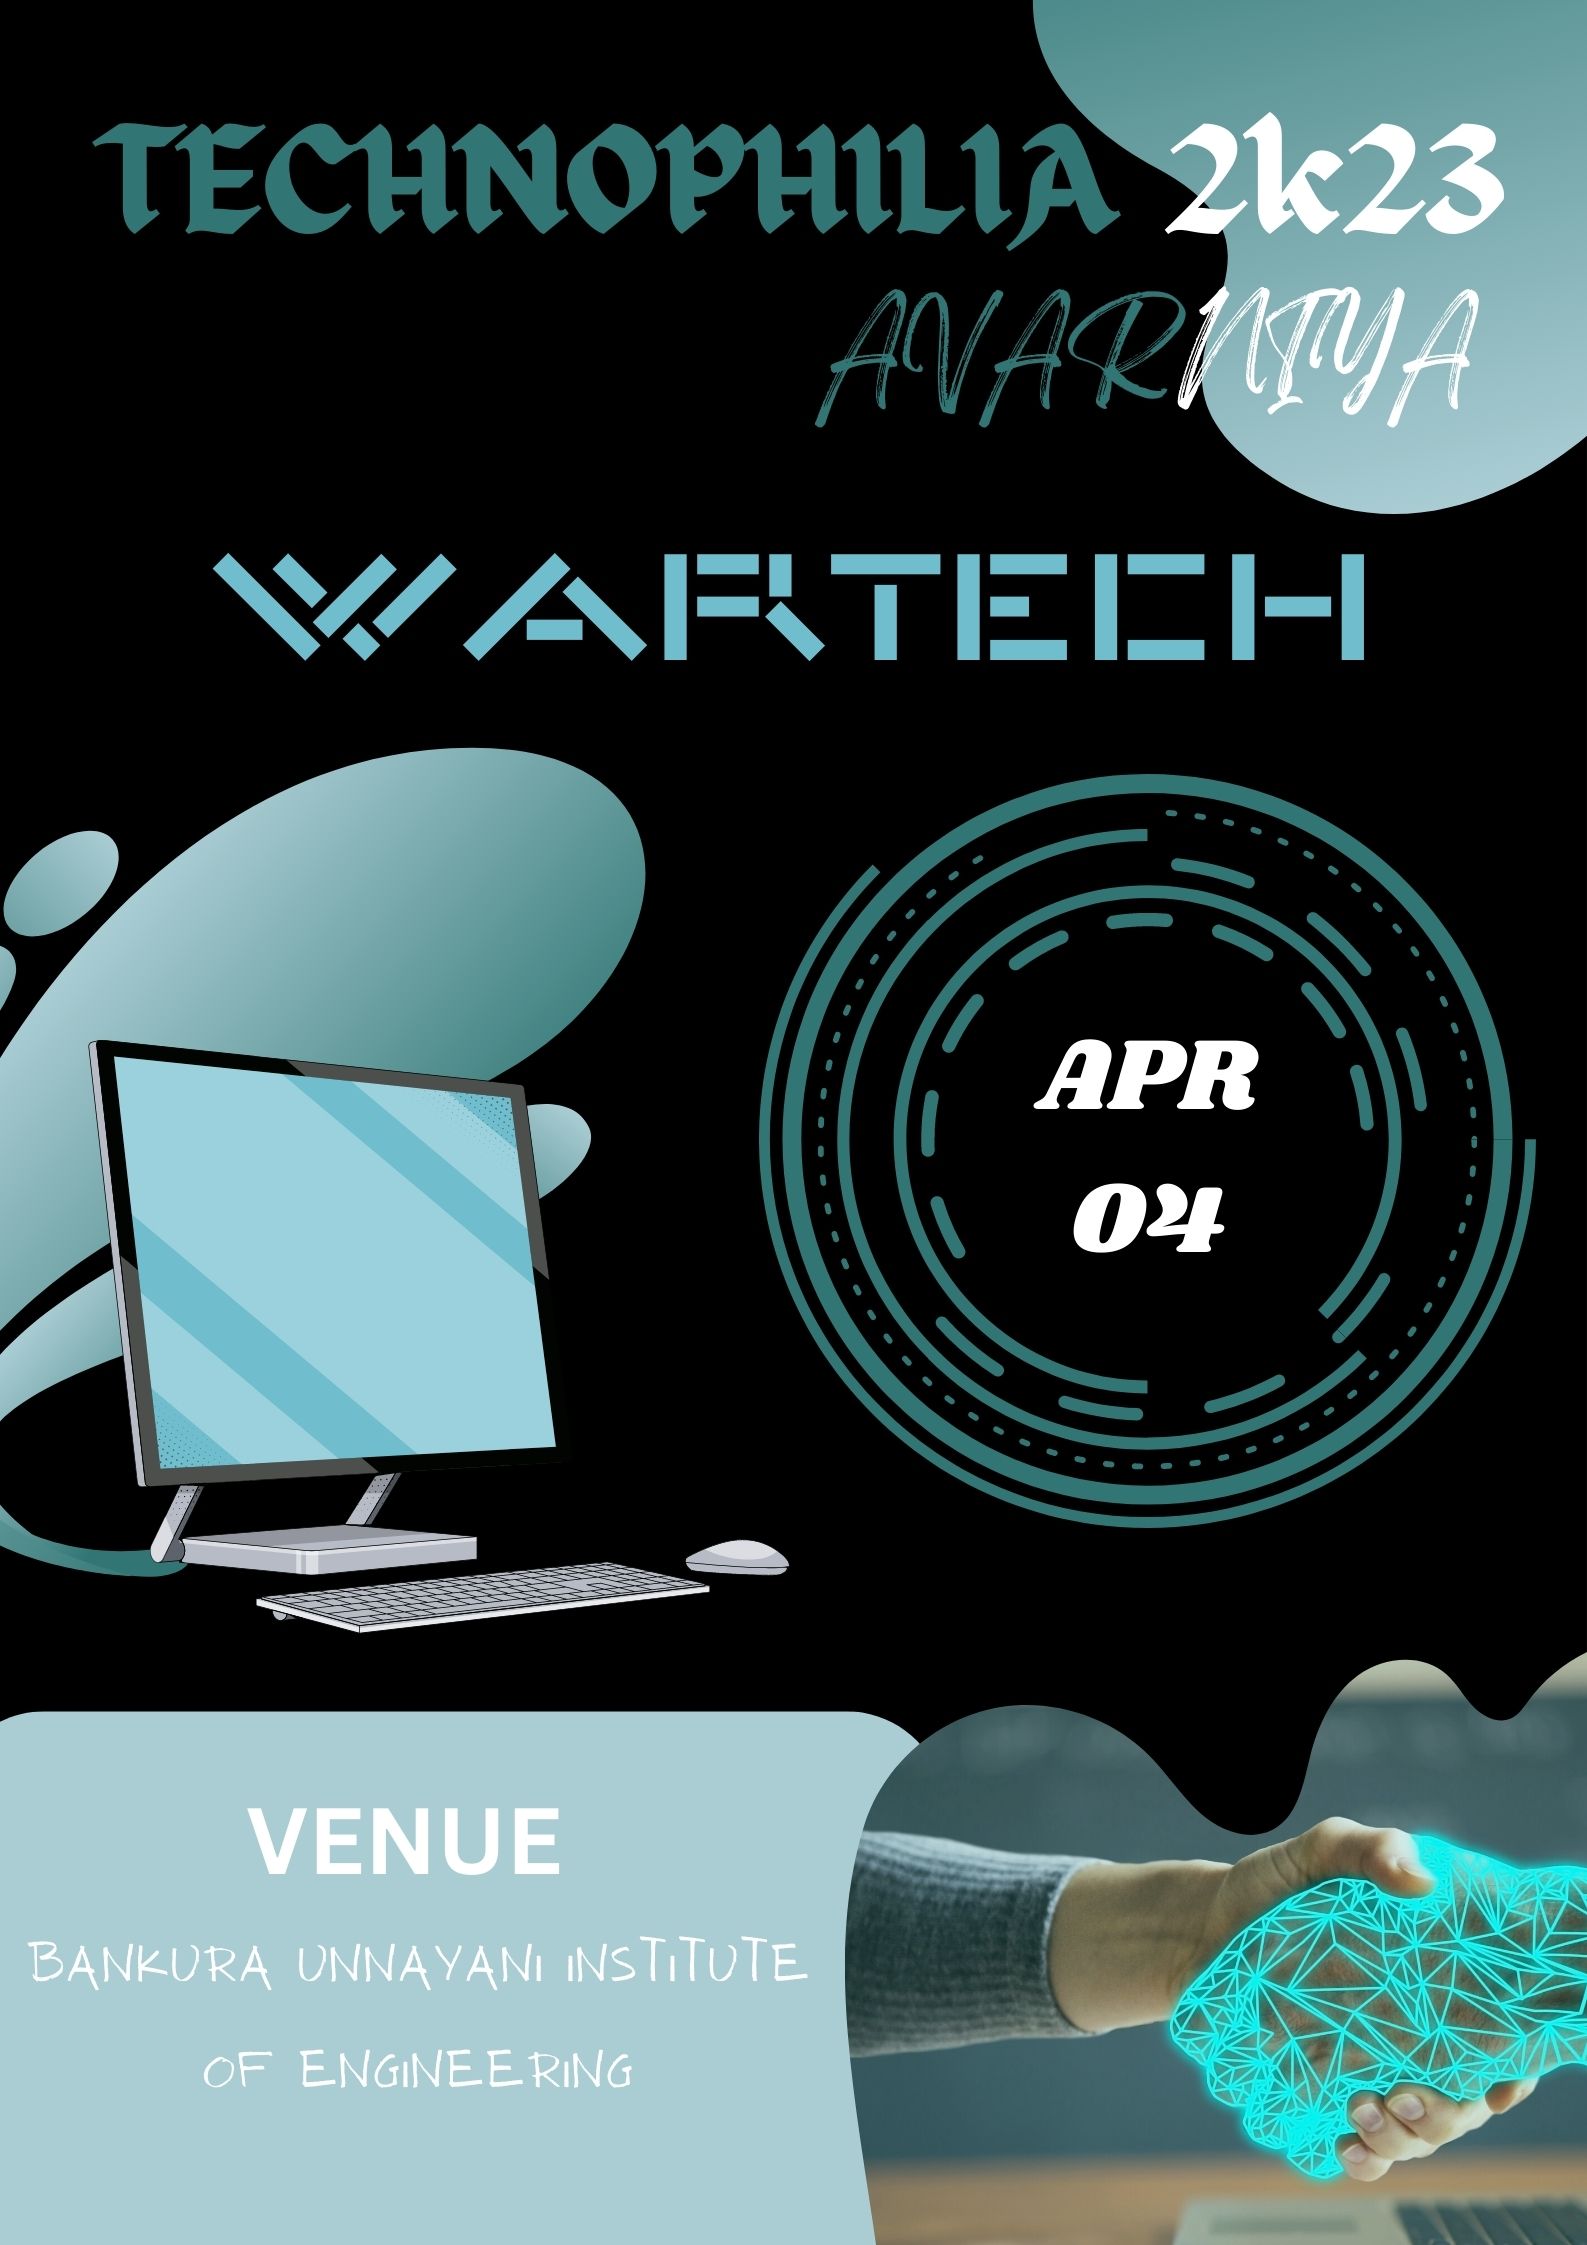 TECHNOPHILIA 2k23
AVARNIYA
WARTECH
APR
04
VENUE
BANKURA UNNAYANI INSTITUTE
OF ENGINEERING